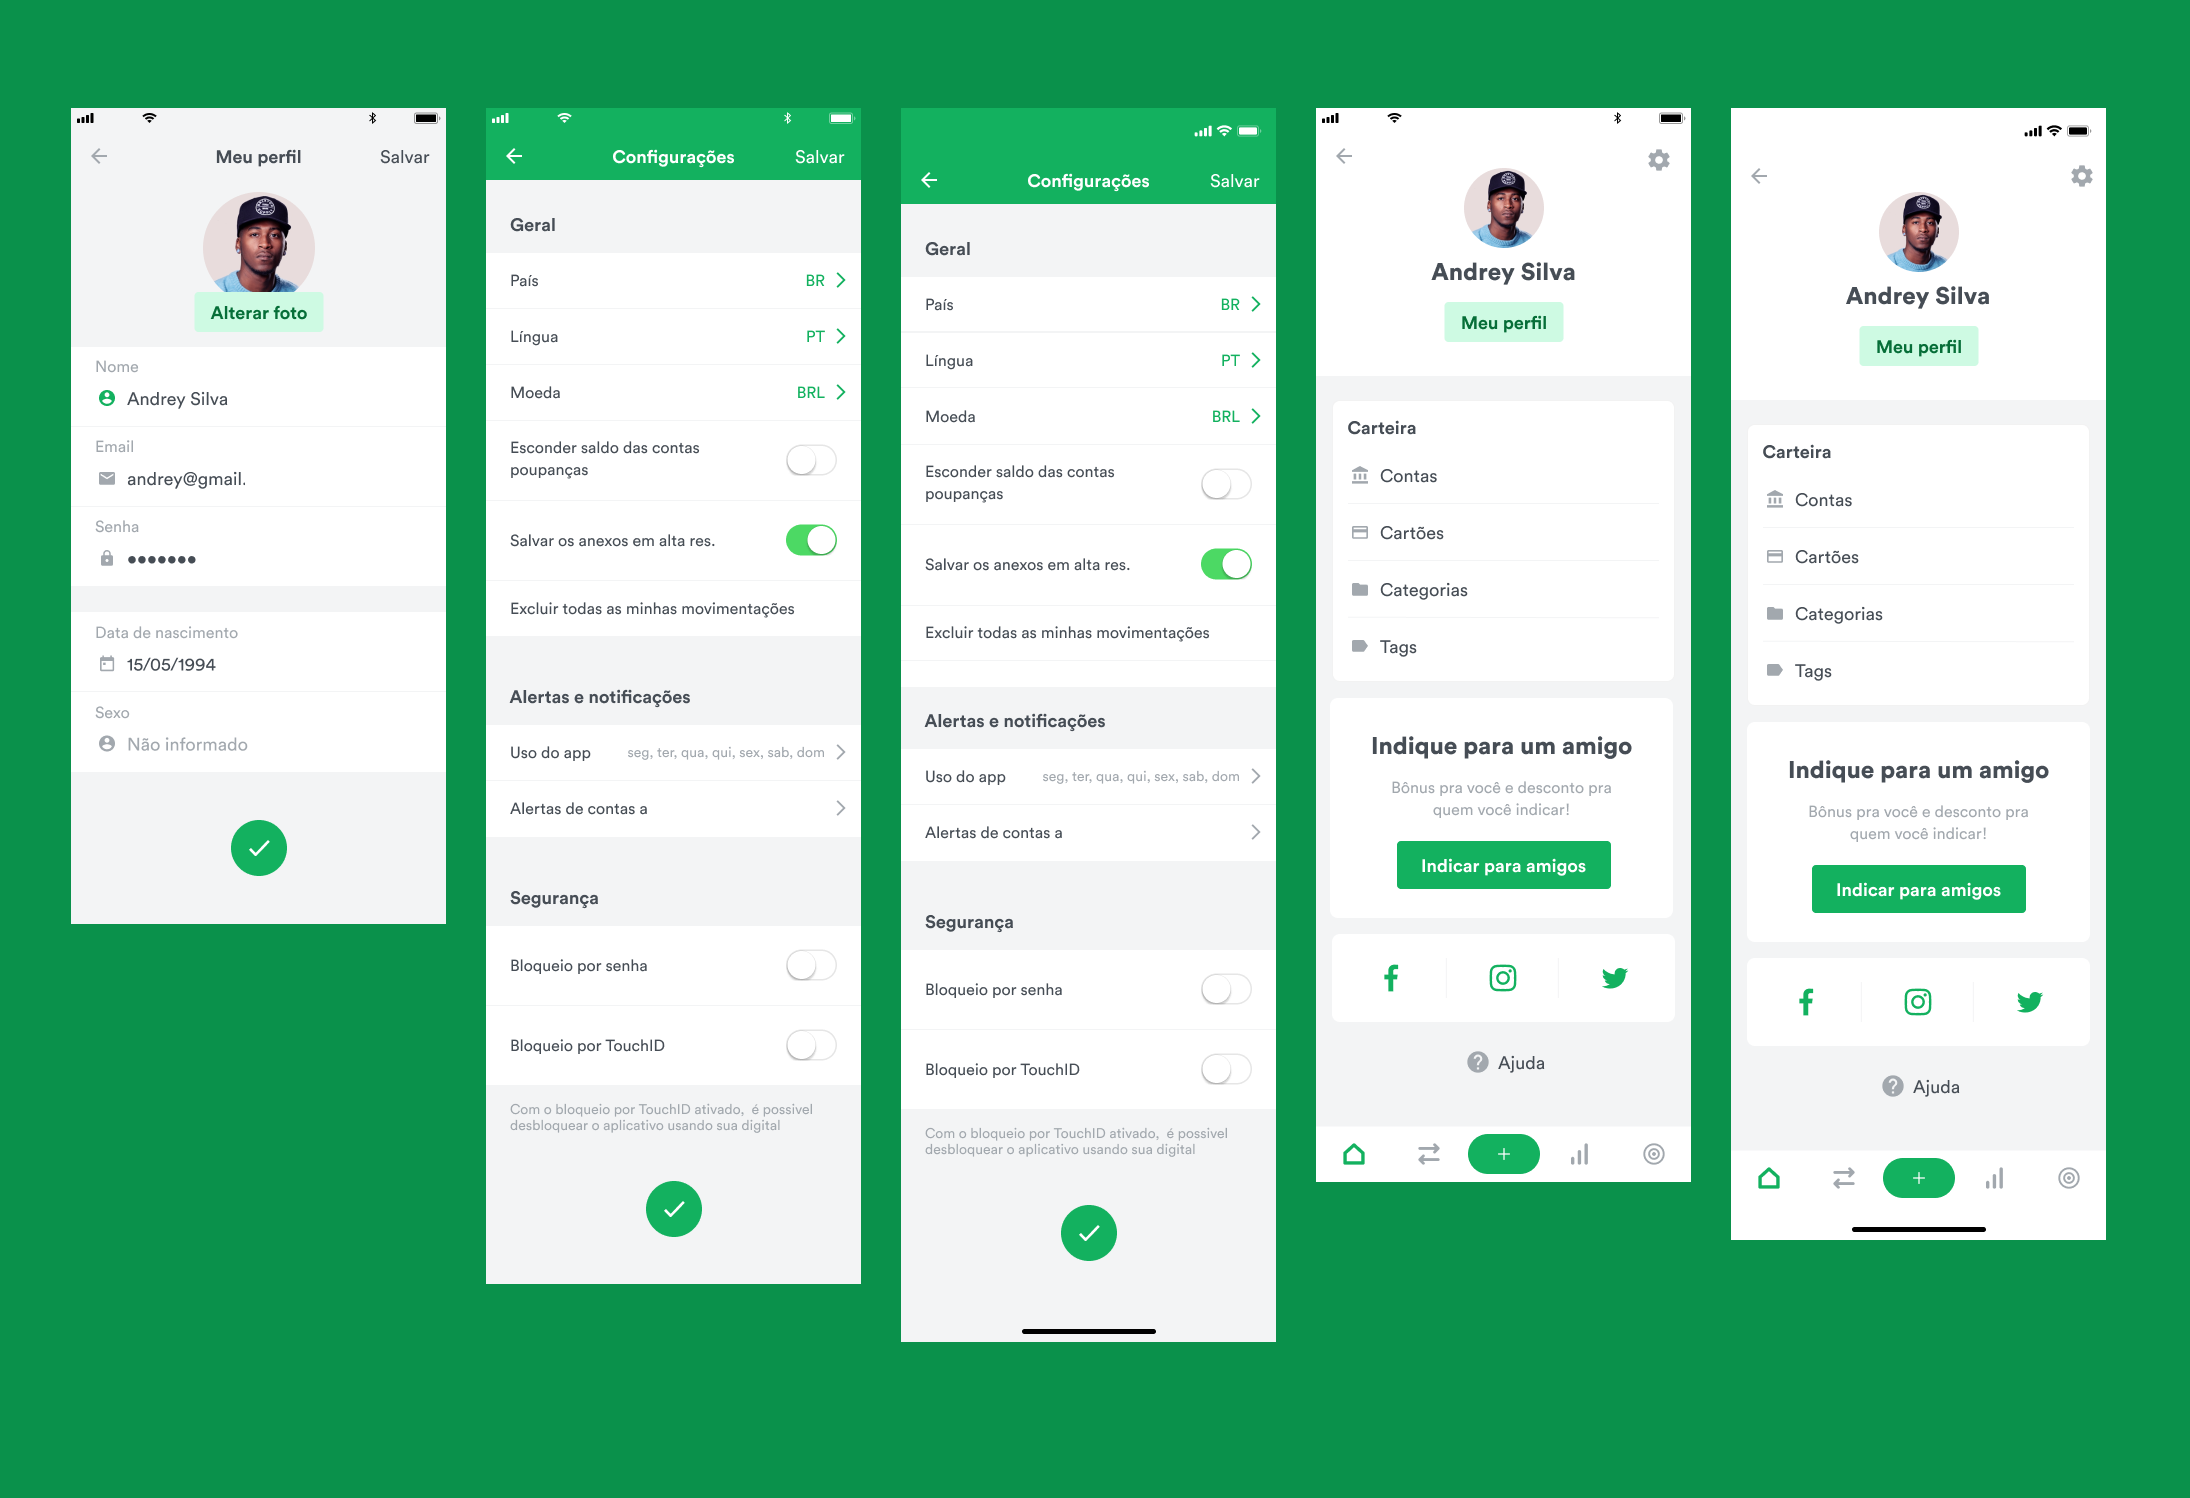 Meu perfil
Salvar
Alterar foto
Nome
Andrey Silva
Email
andrey@gmail.
Senha
Data de nascimento
15/05/1994
Sexo
Não informado
Configurações
Salvar
Geral
País
BR
Língua
PT
Moeda
BRL
Esconder saldo das contas
poupanças
Salvar os anexos em alta res.
Excluir todas as minhas movimentações
Alertas e notificações
Uso do app
seg, ter, qua, qui, sex, sab, dom
Alertas de contas a
Segurança
Bloqueio por senha
Bloqueio por TouchID
Com o bloqueio por TouchID ativado, é possivel
desbloquear o aplicativo usando sua digital
Configurações
Salvar
Geral
País
BR
Língua
PT
Moeda
BRL
Esconder saldo das contas
poupanças
Salvar os anexos em alta res.
Excluir todas as minhas movimentações
Alertas e notificações
Uso do app
seg, ter, qua, qui, sex, sab, dom
Alertas de contas a
Segurança
Bloqueio por senha
Bloqueio por TouchID
Com o bloqueio por TouchID ativado, é possivel
desbloquear o aplicativo usando sua digital
Andrey Silva
Meu perfil
Carteira
Contas
Cartões
Categorias
Tags
Indique para um amigo
Bônus pra você e desconto pra
quem você indicar!
Indicar para amigos
Ajuda
Andrey Silva
Meu perfil
Carteira
Contas
Cartões
Categorias
Tags
Indique para um amigo
Bônus pra você e desconto pra
quem você indicar!
Indicar para amigos
Ajuda